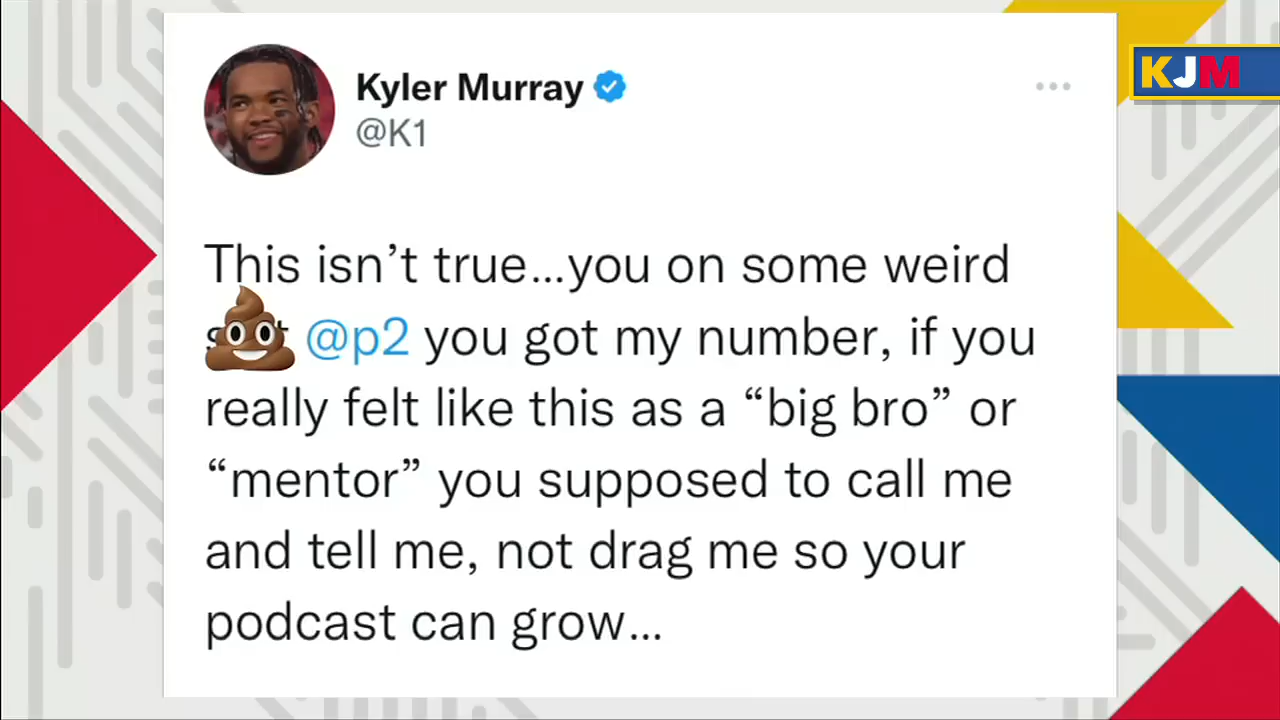 KJM
Kyler Murray
@K1
This isn’t true...you on some weird
@p2 you got my number, if you
really felt like this as a “big bro” or
“mentor” you supposed to call me
and tell me, not drag me so your
podcast can grow...